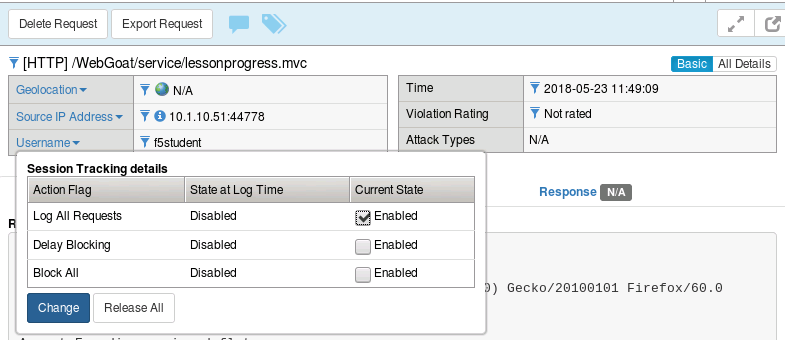 Delete Request Export Request
[HTTP] /WebGoat/service/lessonprogress.mvc Basic All Details
Geolocation N/A Time 2018-05-23 11:49:09
Source IP Address 10.1.10.51:44778 Violation Rating Not rated
Username f5student Attack Types N/A
Session Tracking details
Action Flag State at Log Time Current State
Response N/A
Log All Requests Disabled Enabled
Delay Blocking Disabled Enabled
Block All Disabled Enabled
0) Gecko/20100101 Firefox/60.0
Change Release All